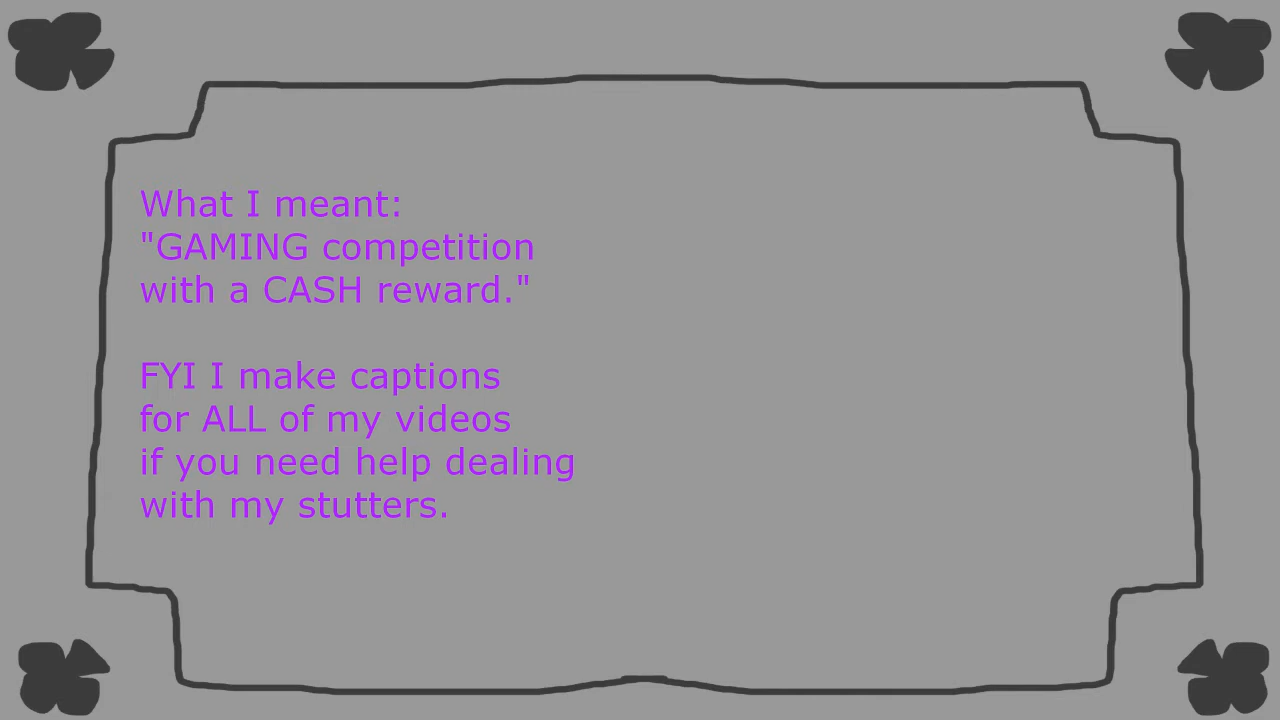 What I meant:
"GAMING competition
with a CASH reward."
FYI I make captions
for ALL of my videos
if you need help dealing
with my stutters.